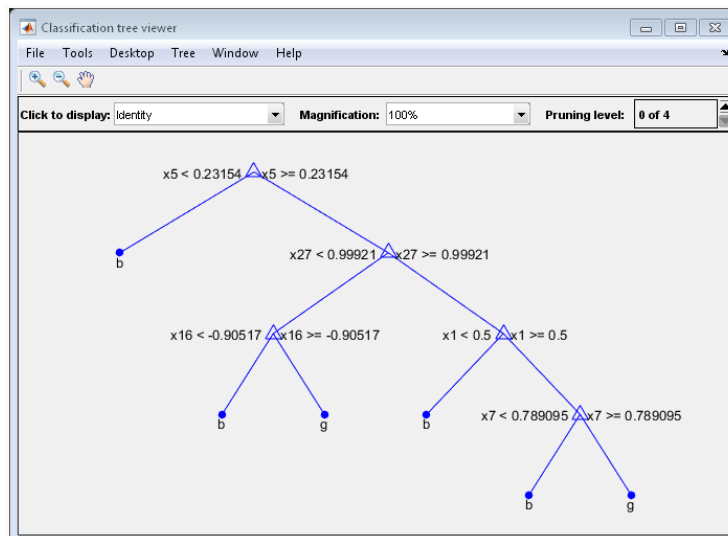 Classification tree viewer
File Tools Desktop Tree Window Help
Click to display: Identity Magnification: 100% Pruning level: 0 of 4
x5 < 0.23154 x5 >= 0.23154
b
x27 < 0.99921 x27 >= 0.99921
x16 < -0.90517 x16 >= -0.90517 x1 < 0.5 x1 >= 0.5
b g b
x7 < 0.789095 x7 >= 0.789095
b g